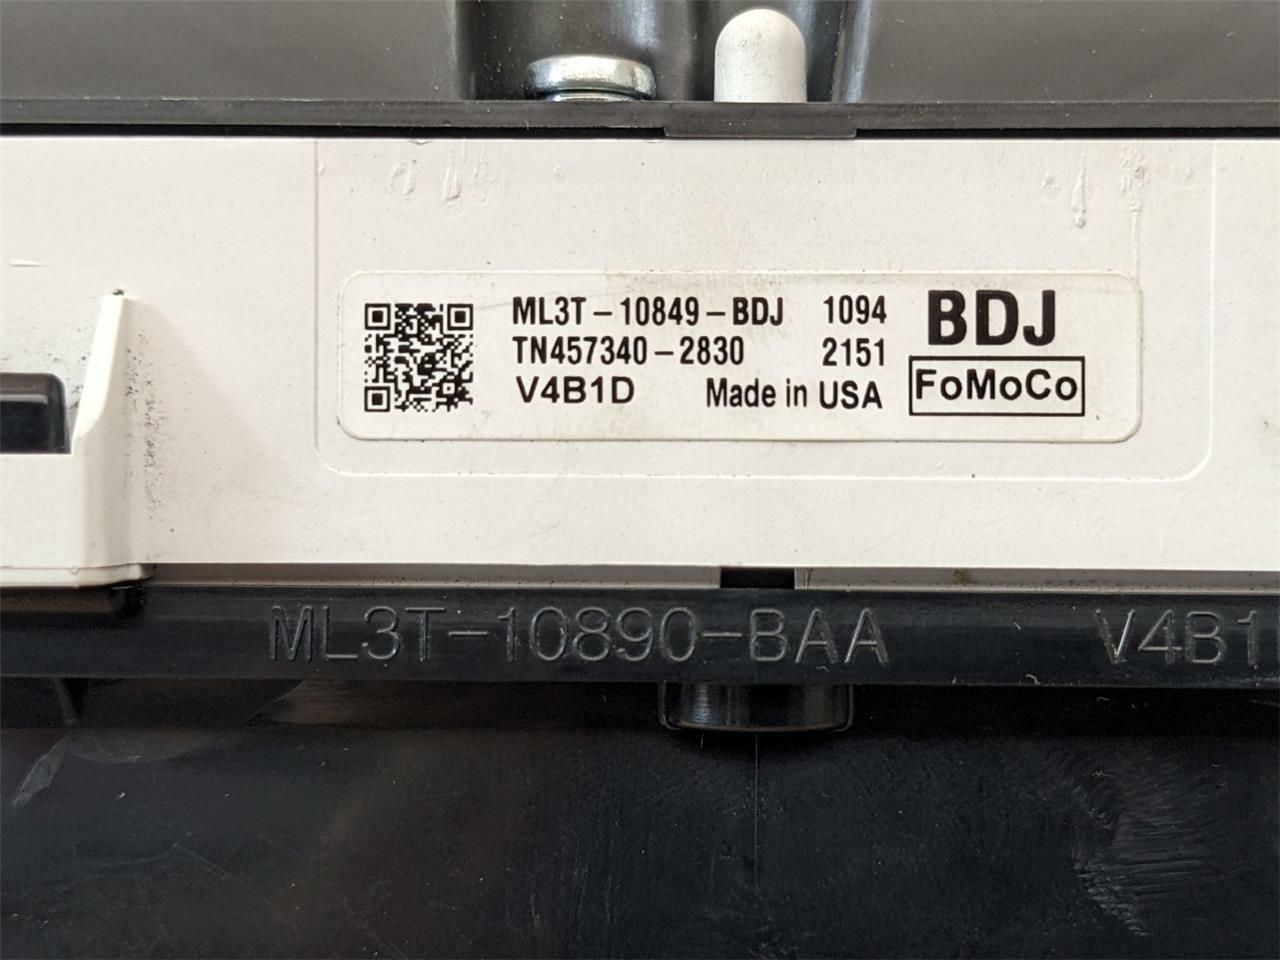 ML3T-10849-BDJ 1094 BDJ
TN457340-2830 2151
V4B1D Made in USA FoMoCo
ML3T-10890-BAA V4B1